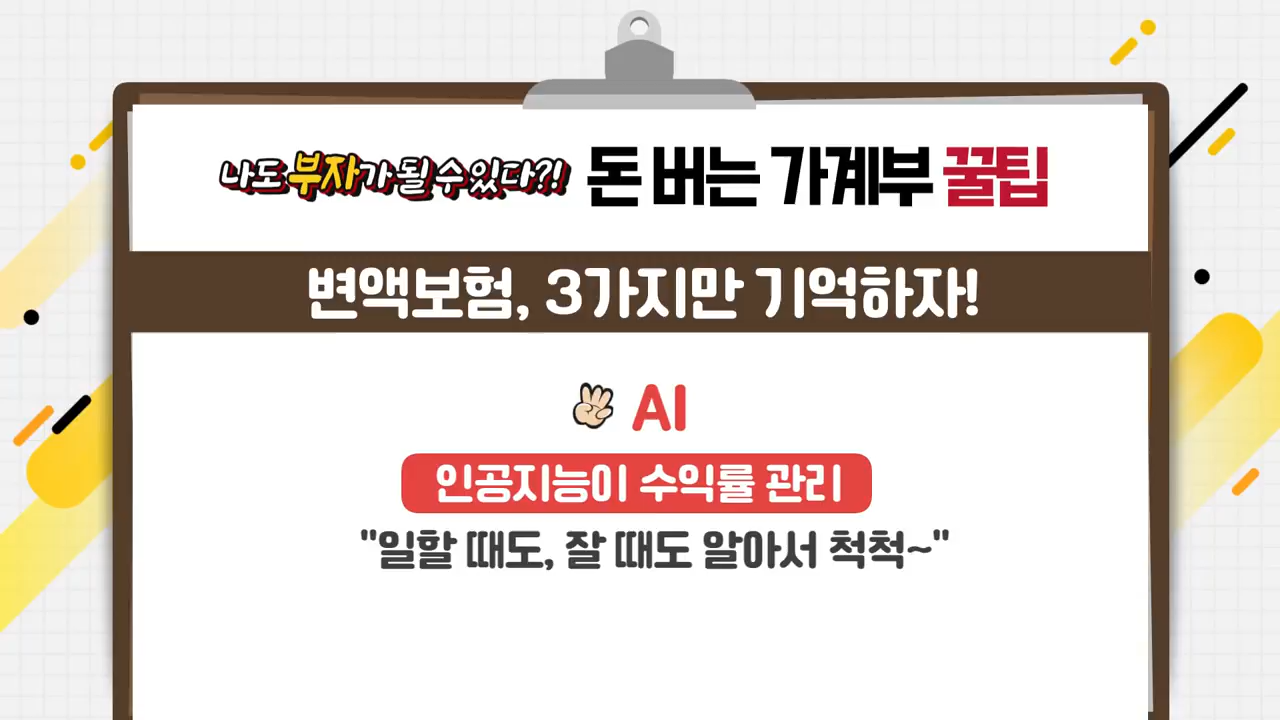 나도 부자가 될 수 있다?! 돈 버는 가계부 꿀팁
변액보험, 3가지만 기억하자!
AI
인공지능이 수익률 관리
"일할 때도, 잘 때도 알아서 척척~"